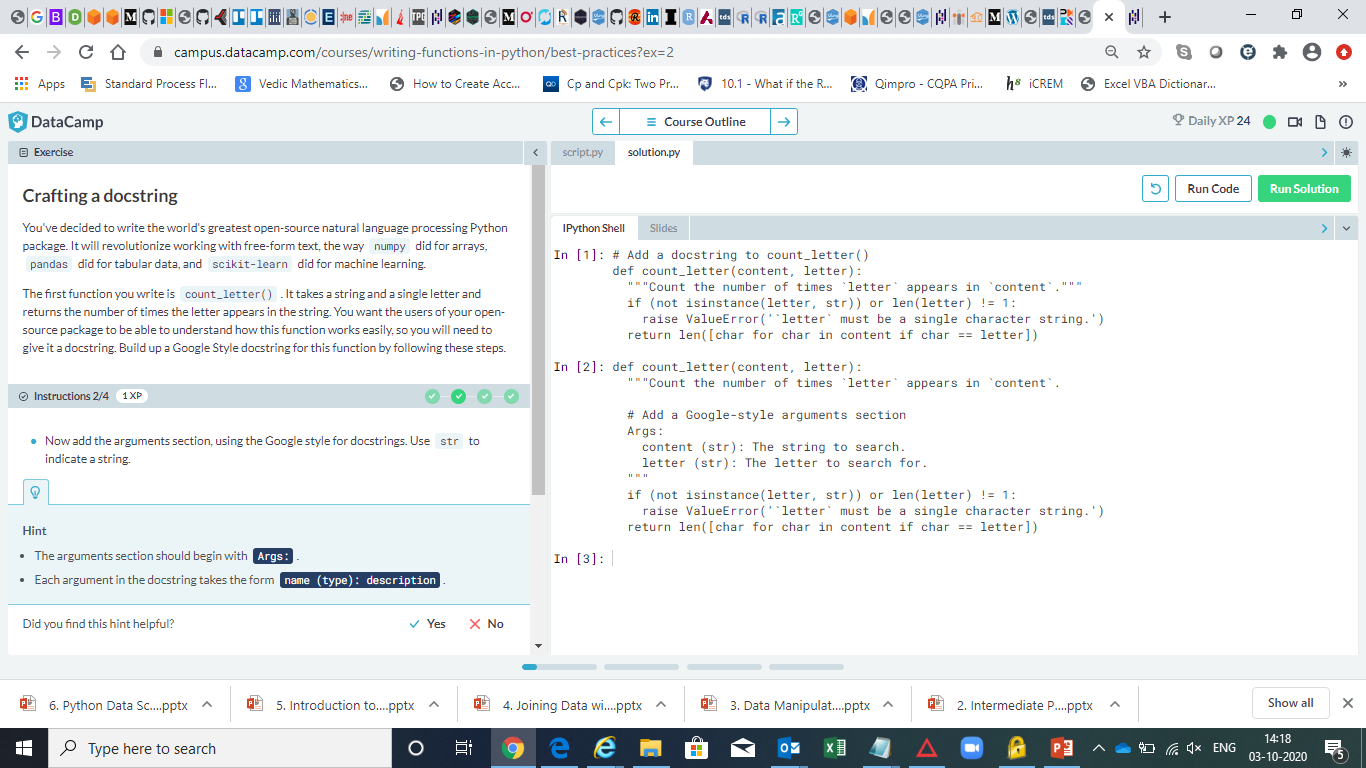 campus.datacamp.com/courses/writing-functions-in-python/best-practices?ex=2
Apps Standard Process Fl... Vedic Mathematics... How to Create Acc... Cp and Cpk: Two Pr... 10.1 - What if the R... Qimpro - CQPA Pri... iCREM Excel VBA Dictionar... »
DataCamp Course Outline Daily XP 24
Exercise
script.py solution.py
Run Code Run Solution
Crafting a docstring
You've decided to write the world's greatest open-source natural language processing Python
package. It will revolutionize working with free-form text, the way numpy did for arrays,
pandas did for tabular data, and scikit-learn did for machine learning.
The first function you write is count_letter() . It takes a string and a single letter and
returns the number of times the letter appears in the string. You want the users of your open-
source package to be able to understand how this function works easily, so you will need to
give it a docstring. Build up a Google Style docstring for this function by following these steps.
Instructions 2/4 1 XP
Now add the arguments section, using the Google style for docstrings. Use str to
indicate a string.
Hint
The arguments section should begin with Args: .
Each argument in the docstring takes the form name (type): description .
Did you find this hint helpful? Yes No
IPython Shell Slides
In [1]: # Add a docstring to count_letter()
def count_letter(content, letter):
"""Count the number of times `letter` appears in `content`."""
if (not isinstance(letter, str)) or len(letter) != 1:
raise ValueError('`letter` must be a single character string.')
return len([char for char in content if char == letter])
In [2]: def count_letter(content, letter):
"""Count the number of times `letter` appears in `content`.
# Add a Google-style arguments section
Args:
content (str): The string to search.
letter (str): The letter to search for.
"""
if (not isinstance(letter, str)) or len(letter) != 1:
raise ValueError('`letter` must be a single character string.')
return len([char for char in content if char == letter])
In [3]:
6. Python Data Sc....pptx 5. Introduction to....pptx 4. Joining Data wi....pptx 3. Data Manipulat....pptx 2. Intermediate P....pptx Show all
Type here to search
ENG
14:18
03-10-2020
5